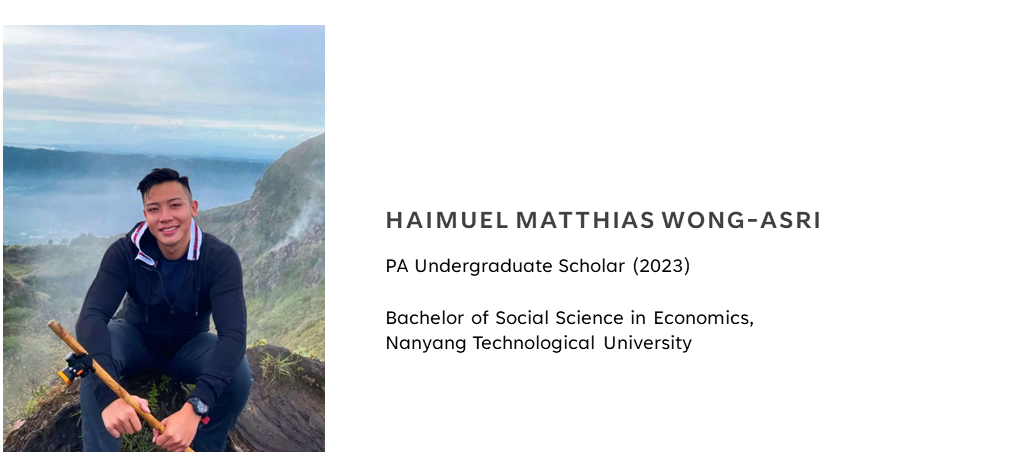 HAIMUEL MATTHIAS WONG-ASRI
PA Undergraduate Scholar (2023)
Bachelor of Social Science in Economics,
Nanyang Technological University